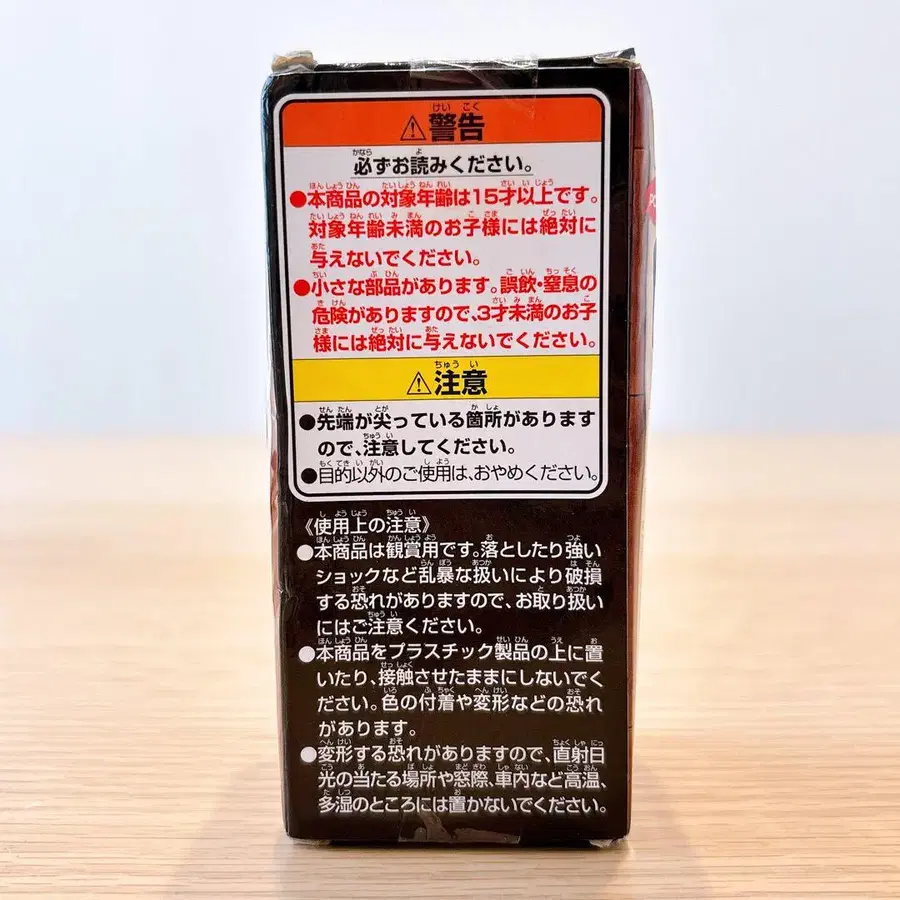 警告
必ずお読みください。
●本商品の対象年齢は15才以上です。
対象年齢未満のお子様には絶対に
与えないでください。
●小さな部品があります。誤飲・窒息の
危険がありますので、3才未満のお子
様には絶対に与えないでください。
注意
●先端が尖っている箇所があります
ので、注意してください。
●目的以外のご使用は、おやめください。
《使用上の注意》
●本商品は観賞用です。落としたり強い
ショックなど乱暴な扱いにより破損
する恐れがありますので、お取り扱い
にはご注意ください。
●本商品をプラスチック製品の上に置
いたり、接触させたままにしないでく
ださい。色の付着や変形などの恐れ
があります。
●変形する恐れがありますので、直射日
光の当たる場所や窓際、車内など高温、
多湿のところには置かないでください。